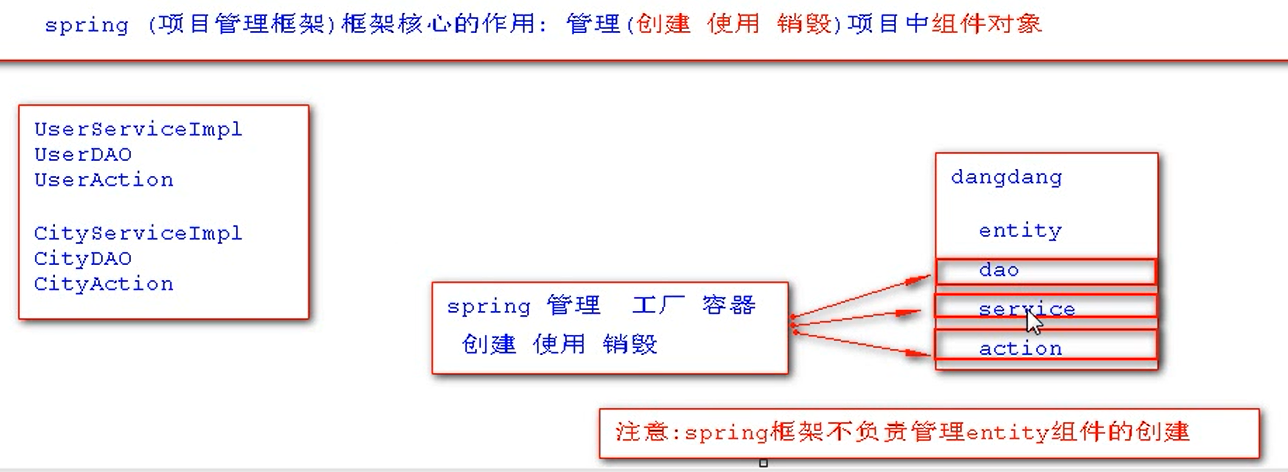 spring (项目管理框架)框架核心的作用: 管理(创建 使用 销毁)项目中组件对象
UserServiceImpl
UserDAO
UserAction
CityServiceImpl
CityDAO
CityAction
spring 管理 工厂 容器
创建 使用 销毁
dangdang
entity
dao
service
action
注意:spring框架不负责管理entity组件的创建